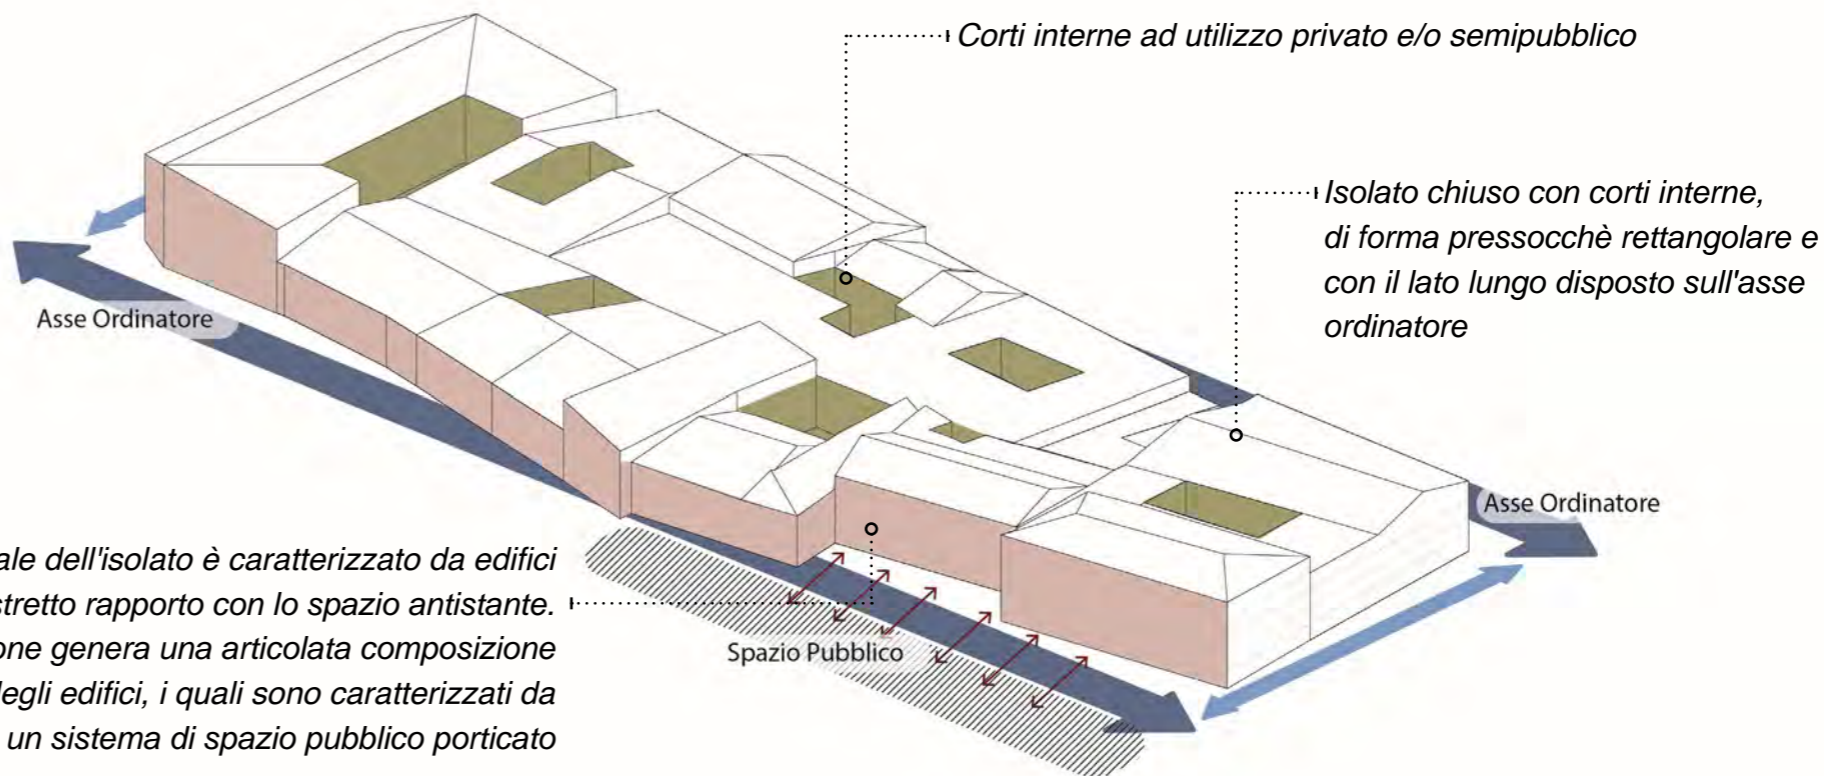 Corti interne ad utilizzo privato e/o semipubblico
Isolato chiuso con corti interne,
di forma pressocchè rettangolare e
con il lato lungo disposto sull'asse
ordinatore
Asse Ordinatore
Asse Ordinatore
dell'isolato è caratterizzato da edifici
stretto rapporto con lo spazio antistante.
genera una articolata composizione
degli edifici, i quali sono caratterizzati da
un sistema di spazio pubblico porticato
Spazio Pubblico